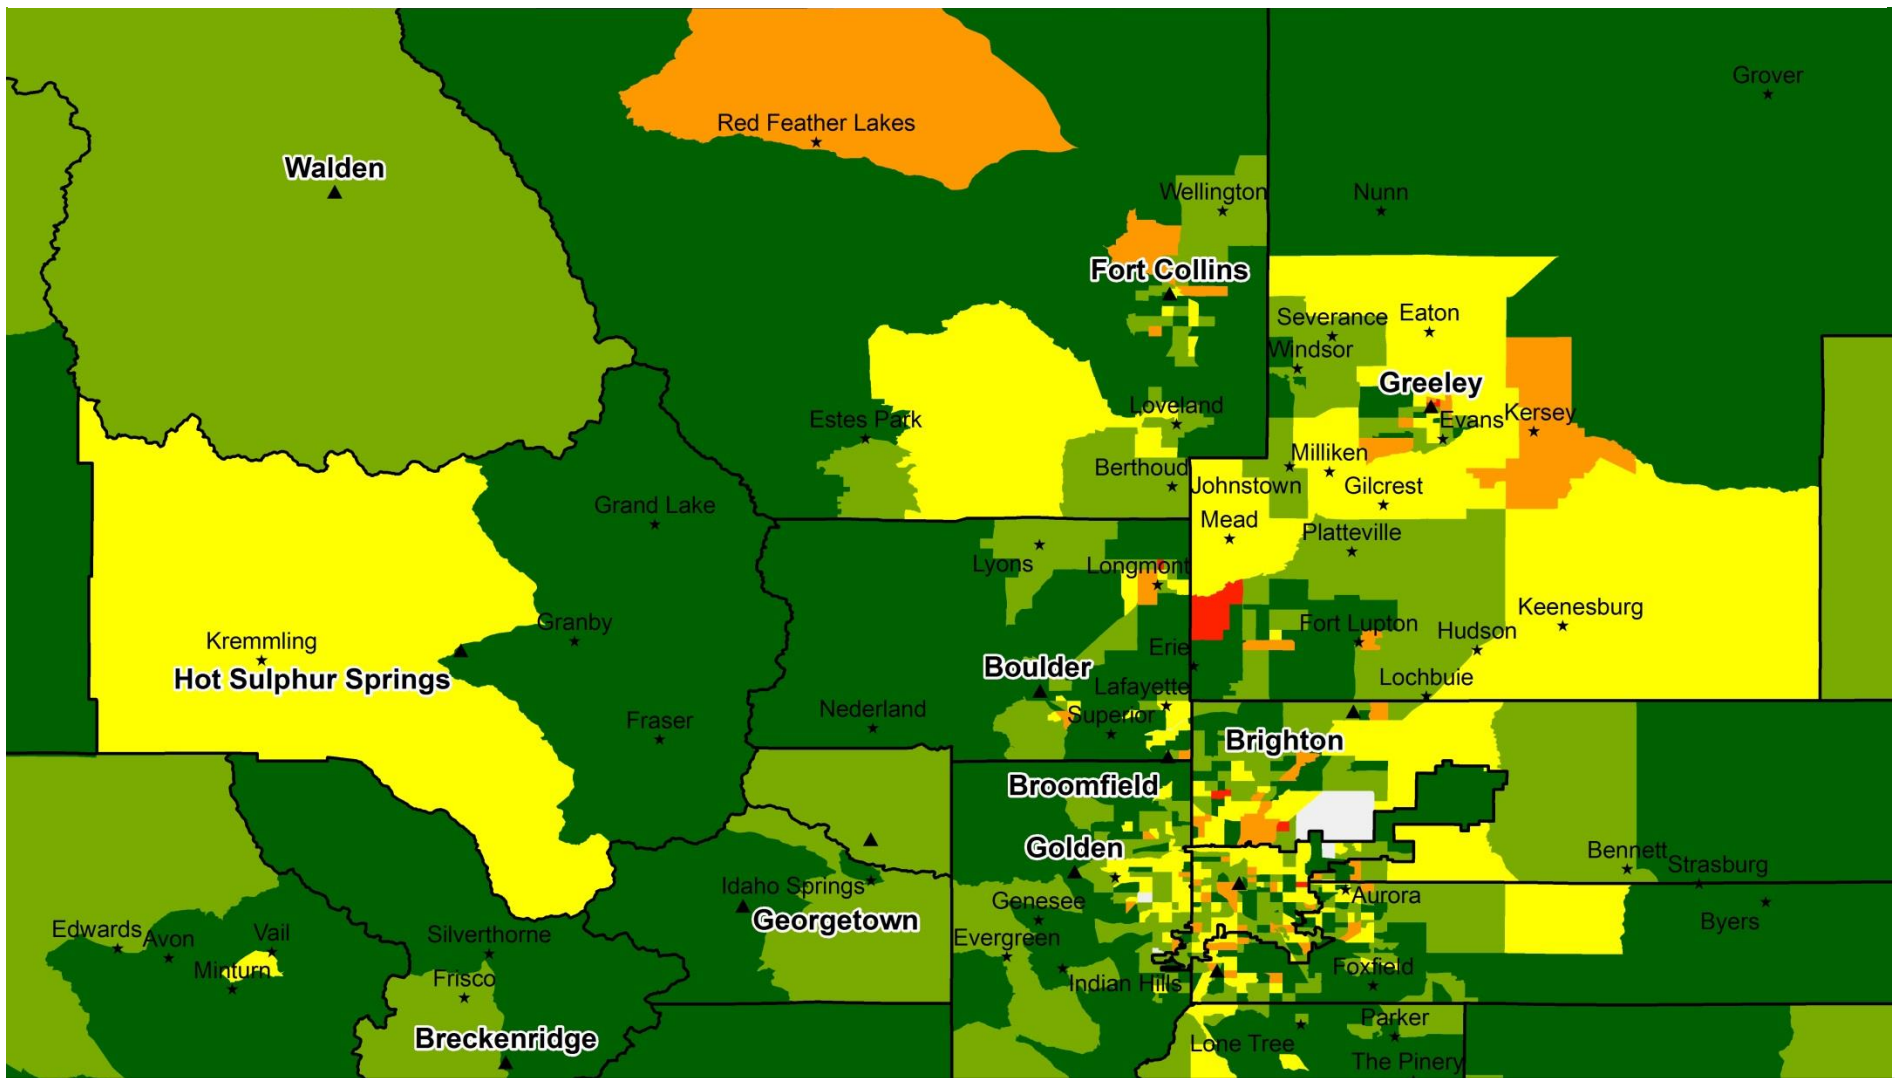 Grover
Red Feather Lakes
Walden
Wellington
Nunn
Fort Collins
Severance
Eaton
Windsor
Greeley
Estes Park
Loveland
Evans
Kersey
Berthoud
Milliken
Johnstown
Gilcrest
Grand Lake
Mead
Platteville
Lyons
Longmont
Keenesburg
Granby
Fort Lupton
Hudson
Kremmling
Erie
Hot Sulphur Springs
Boulder
Lafayette
Lochbuie
Fraser
Nederland
Superior
Brighton
Broomfield
Golden
Bennett
Strasburg
Idaho Springs
Genesee
Aurora
Georgetown
Byers
Edwards
Avon
Vail
Silverthorne
Evergreen
Minturn
Frisco
Indian Hills
Foxfield
Breckenridge
Parker
Lone Tree
The Pinery